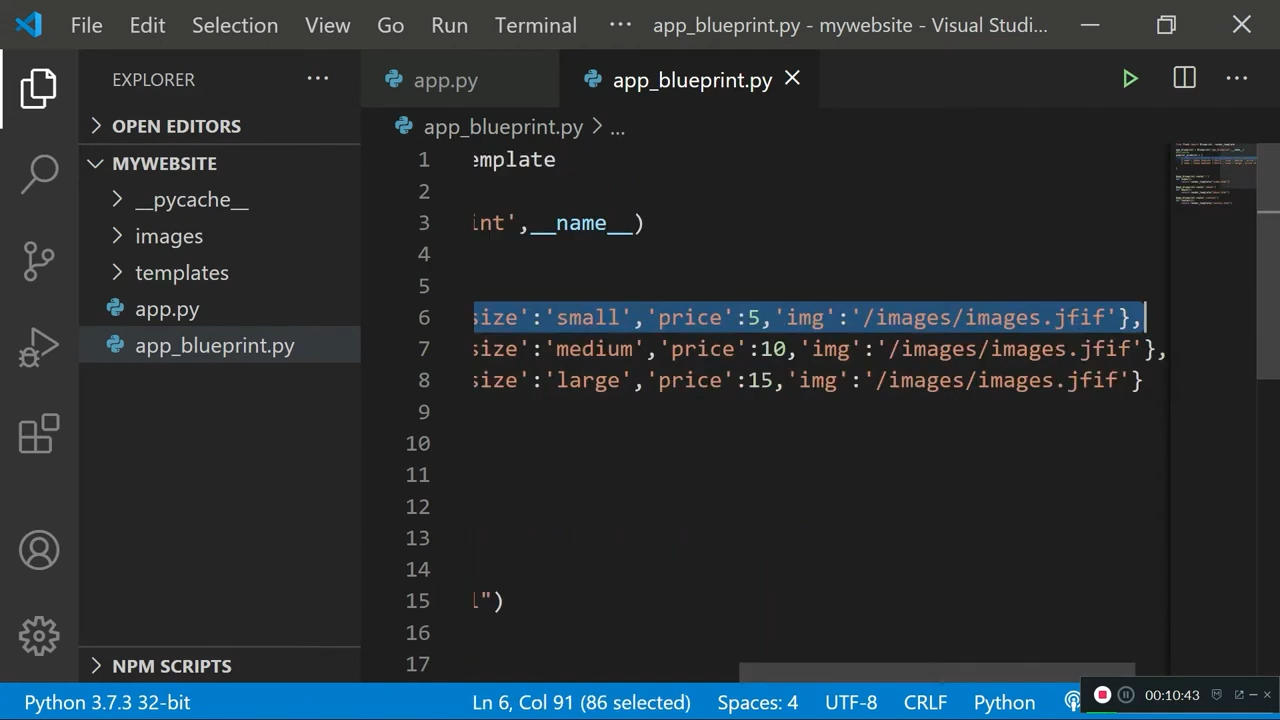 File Edit Selection View Go Run Terminal ··· app_blueprint.py - mywebsite - Visual Studi...
EXPLORER ···
app.py
app_blueprint.py
OPEN EDITORS
app_blueprint.py > ...
MYWEBSITE
__pycache__
images
templates
app.py
app_blueprint.py
1 emplate
2
3 int',__name__)
4
5
6 size':'small','price':5,'img':'/images/images.jfif'},
7 size':'medium','price':10,'img':'/images/images.jfif'},
8 size':'large','price':15,'img':'/images/images.jfif'}
9
10
11
12
13
14
15 l")
16
17
NPM SCRIPTS
Python 3.7.3 32-bit Ln 6, Col 91 (86 selected) Spaces: 4 UTF-8 CRLF Python 00:10:43